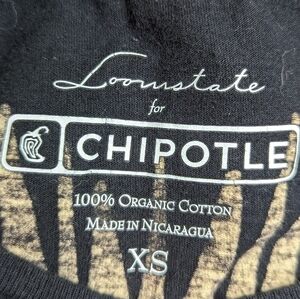 Loomstate
for
CHIPOTLE
100% ORGANIC COTTON
MADE IN NICARAGUA
XS